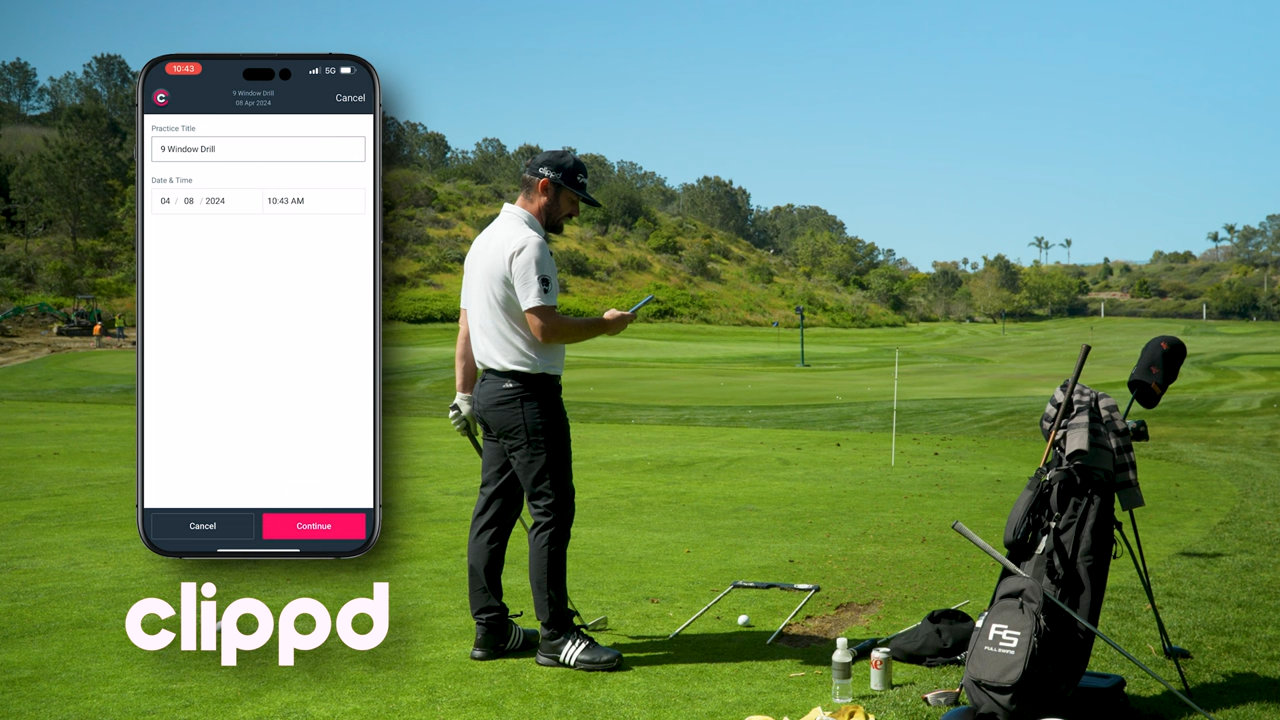 10:43
5G
9 Window Drill
08 Apr 2024
Cancel
Practice Title
9 Window Drill
Date & Time
04 / 08 / 2024
10:43 AM
Cancel
Continue
clippd
clippd
FS
FULL SWING